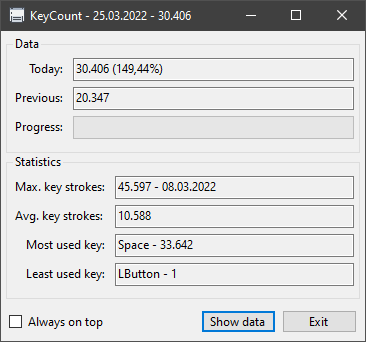 KeyCount - 25.03.2022 - 30.406
Data
Today: 30.406 (149,44%)
Previous: 20.347
Progress:
Statistics
Max. key strokes: 45.597 - 08.03.2022
Avg. key strokes: 10.588
Most used key: Space - 33.642
Least used key: LButton - 1
Always on top Show data Exit